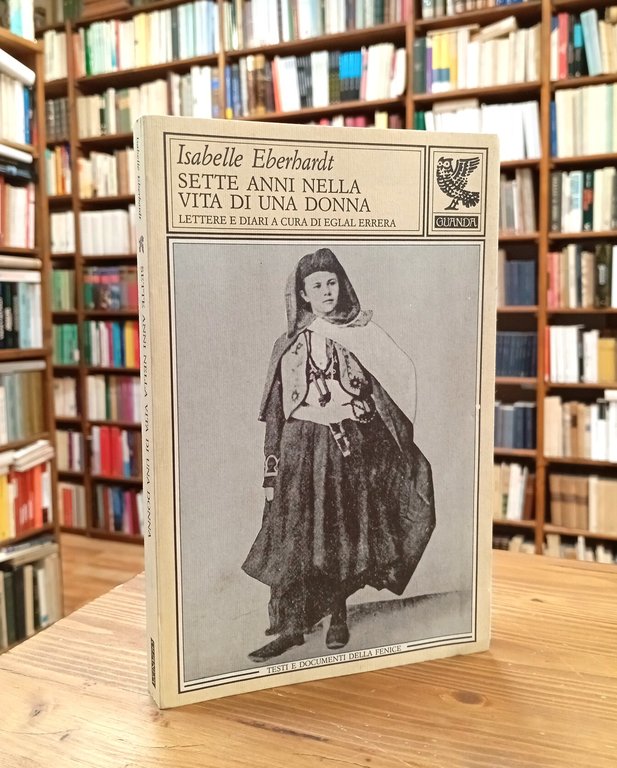 Isabelle Eberhardt
SETTE ANNI NELLA
VITA DI UNA DONNA
LETTERE E DIARI A CURA DI EGLAL ERRERA
GUANDA
TESTI E DOCUMENTI DELLA FENICE
Isabelle Eberhardt
SETTE ANNI NELLA VITA DI UNA DONNA